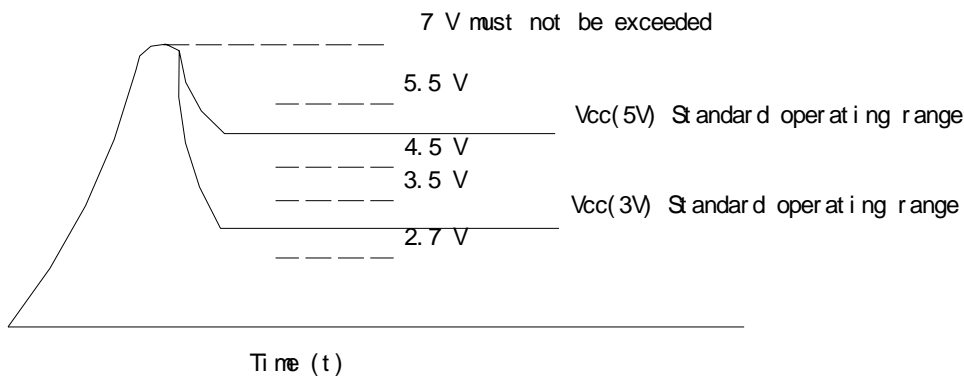 7 V must not be exceeded
5.5 V
Vcc(5V) Standard operating range
4.5 V
3.5 V
Vcc(3V) Standard operating range
2.7 V
Time (t)